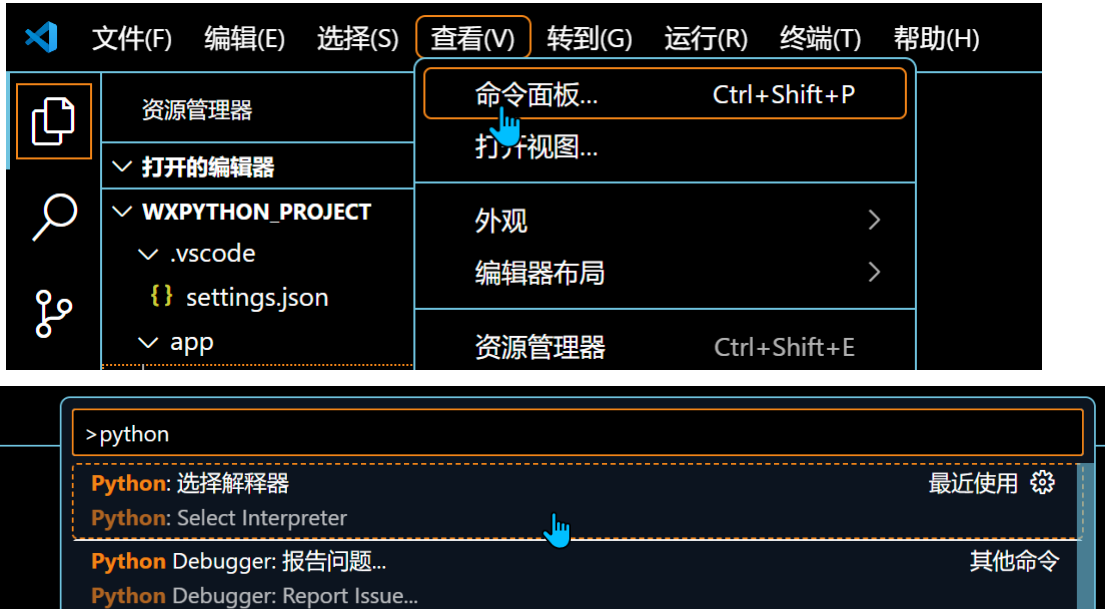 文件(F) 编辑(E) 选择(S) 查看(V) 转到(G) 运行(R) 终端(T) 帮助(H)
资源管理器
打开的编辑器
WXPYTHON_PROJECT
.vscode
{} settings.json
app
命令面板... Ctrl+Shift+P
打开视图...
外观
编辑器布局
资源管理器 Ctrl+Shift+E
>python
Python: 选择解释器 最近使用
Python: Select Interpreter
Python Debugger: 报告问题... 其他命令
Python Debugger: Report Issue...